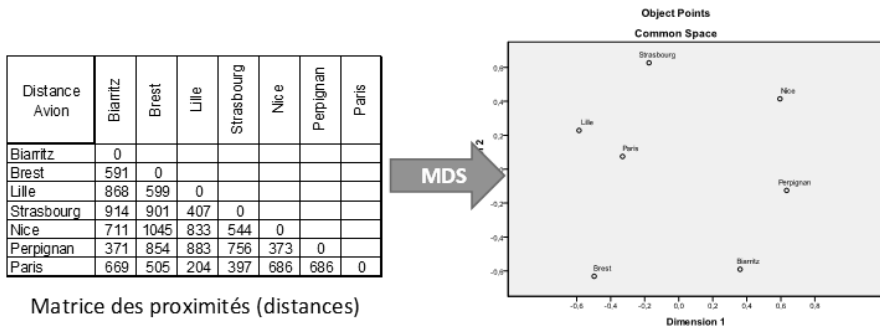 Distance Avion Biarritz Brest Lille Strasbourg Nice Perpignan Paris
Biarritz 0
Brest 591 0
Lille 868 599 0
Strasbourg 914 901 407 0
Nice 711 1045 833 544 0
Perpignan 371 854 883 756 373 0
Paris 669 505 204 397 686 686 0
Matrice des proximités (distances)
MDS
Object Points
Common Space
Strasbourg
Nice
Lille
Paris
Perpignan
Brest
Biarritz
0,6
0,4
0,2
-0,2
-0,4
-0,6
-0,6 -0,4 -0,2 0,0 0,2 0,4 0,6 0,8
Dimension 1